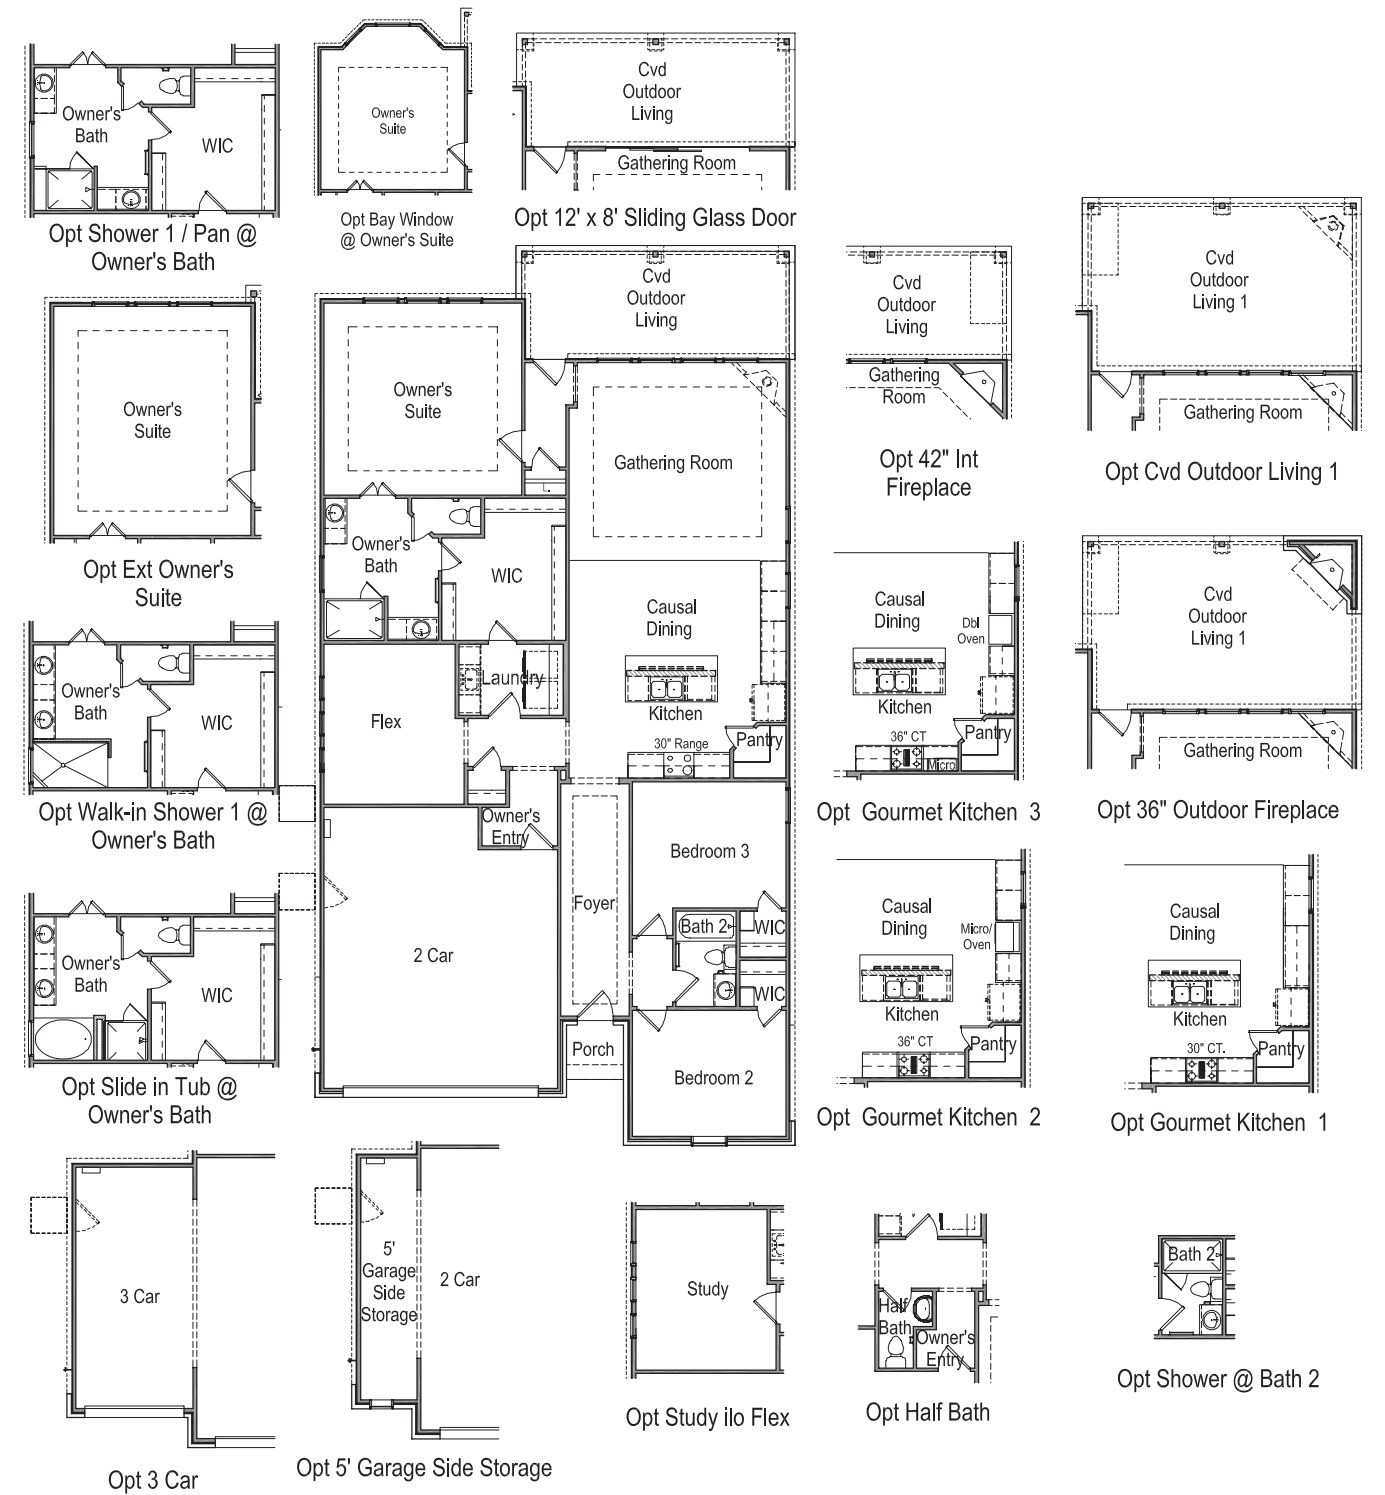 Owner's
Bath
WIC
Opt Shower 1 / Pan @
Owner's Bath
Owner's
Suite
Opt Bay Window
@ Owner's Suite
Cvd
Outdoor
Living
Gathering Room
Opt 12' x 8' Sliding Glass Door
Owner's
Suite
Opt Ext Owner's
Suite
Owner's
Bath
WIC
Opt Walk-in Shower 1 @
Owner's Bath
Owner's
Bath
WIC
Opt Slide in Tub @
Owner's Bath
Cvd
Outdoor
Living
Owner's
Suite
Gathering Room
Owner's
Bath
WIC
Causal
Dining
Laundry
Flex
Kitchen
30" Range
Pantry
Owner's
Entry
Bedroom 3
Foyer
Bath 2
WIC
2 Car
WIC
Porch
Bedroom 2
Cvd
Outdoor
Living
Gathering
Room
Opt 42" Int
Fireplace
Cvd
Outdoor
Living 1
Gathering Room
Opt Cvd Outdoor Living 1
Causal
Dining
Dbl
Oven
Kitchen
36" CT
Pantry
Micro
Opt Gourmet Kitchen 3
Cvd
Outdoor
Living 1
Gathering Room
Opt 36" Outdoor Fireplace
Causal
Dining
Micro/
Oven
Kitchen
36" CT
Pantry
Opt Gourmet Kitchen 2
Causal
Dining
Kitchen
30" CT.
Pantry
Opt Gourmet Kitchen 1
3 Car
Opt 3 Car
5'
Garage
Side
Storage
2 Car
Opt 5' Garage Side Storage
Study
Opt Study ilo Flex
Half
Bath
Owner's
Entry
Opt Half Bath
Bath 2
Opt Shower @ Bath 2